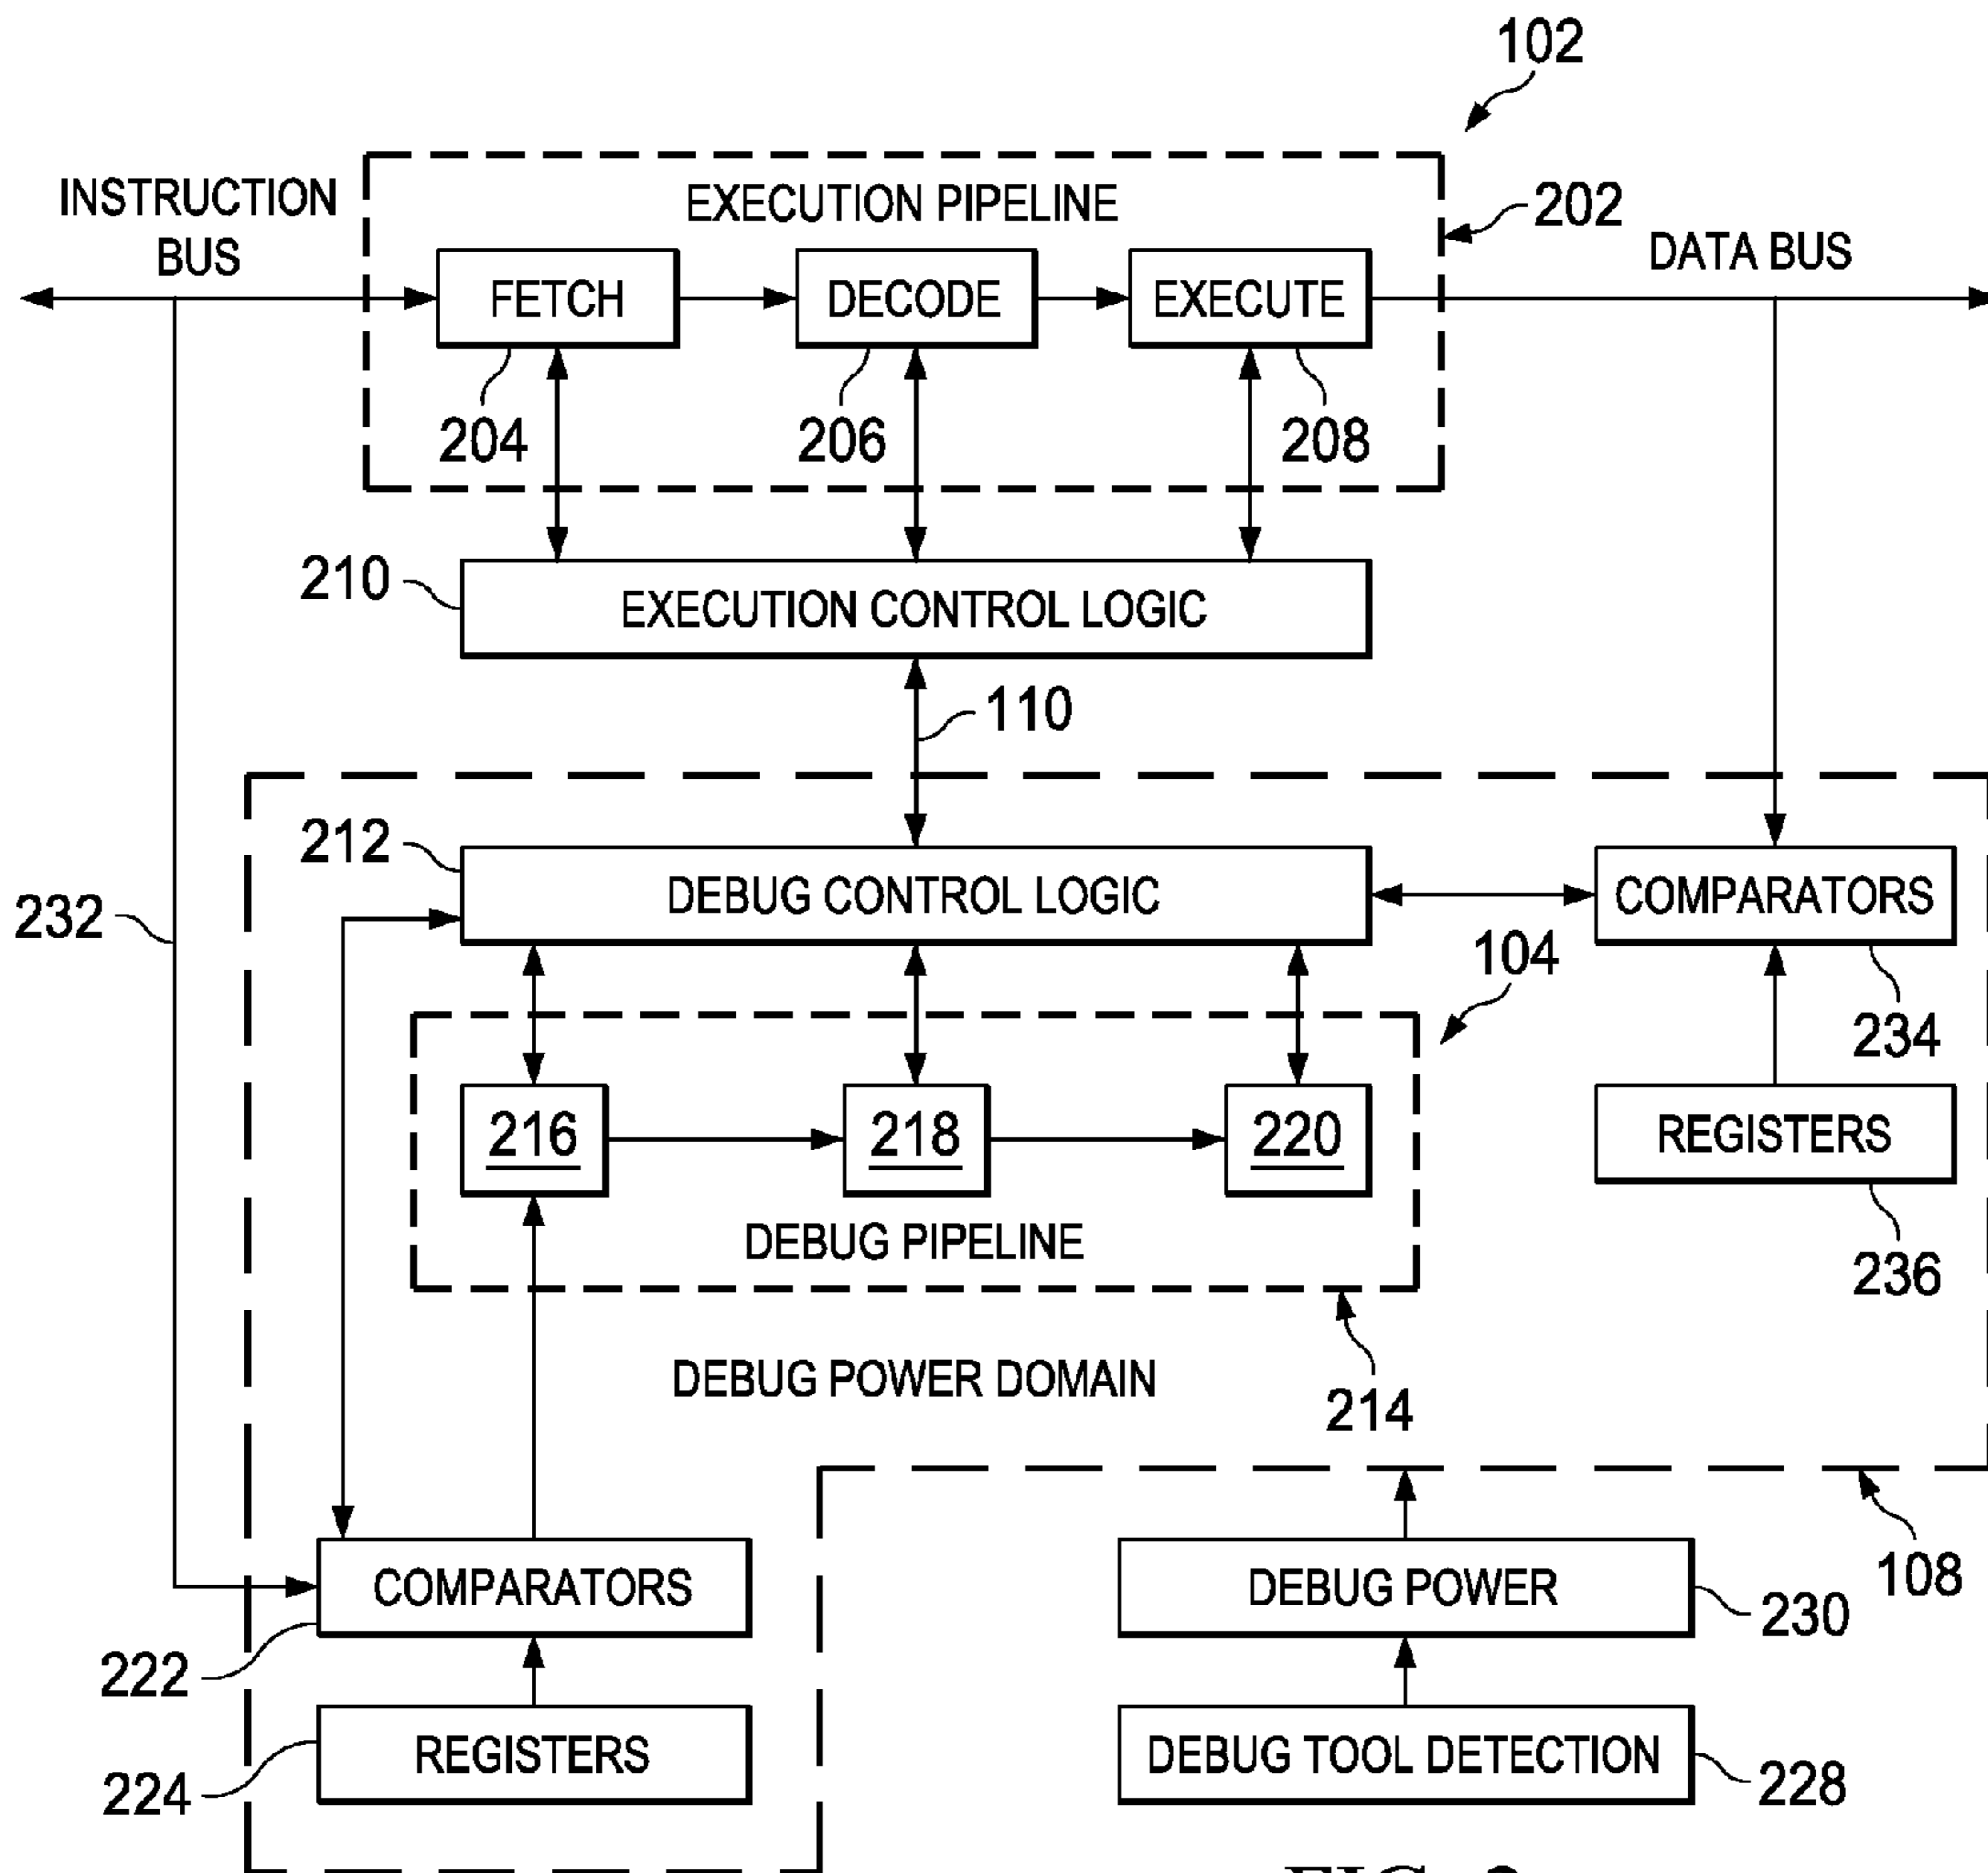 102
INSTRUCTION
BUS
EXECUTION PIPELINE
202
DATA BUS
FETCH
DECODE
EXECUTE
204
206
208
210
EXECUTION CONTROL LOGIC
110
212
DEBUG CONTROL LOGIC
COMPARATORS
232
104
234
216
218
220
REGISTERS
DEBUG PIPELINE
236
DEBUG POWER DOMAIN
214
COMPARATORS
DEBUG POWER
108
230
222
REGISTERS
DEBUG TOOL DETECTION
224
228